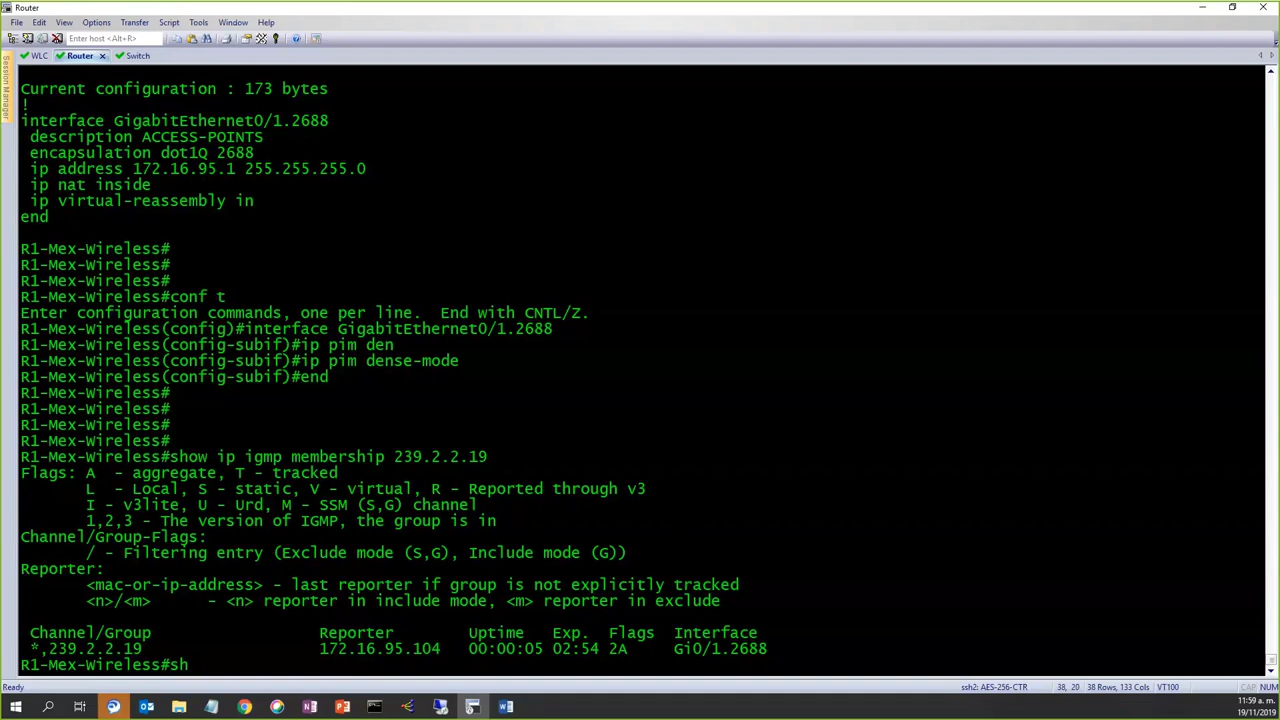 Router
File Edit View Options Transfer Script Tools Window Help
Enter host <Alt+R>
WLC Router Switch
Session Manager
Current configuration : 173 bytes
!
interface GigabitEthernet0/1.2688
description ACCESS-POINTS
encapsulation dot1Q 2688
ip address 172.16.95.1 255.255.255.0
ip nat inside
ip virtual-reassembly in
end
R1-Mex-Wireless#
R1-Mex-Wireless#
R1-Mex-Wireless#
R1-Mex-Wireless#conf t
Enter configuration commands, one per line. End with CNTL/Z.
R1-Mex-Wireless(config)#interface GigabitEthernet0/1.2688
R1-Mex-Wireless(config-subif)#ip pim den
R1-Mex-Wireless(config-subif)#ip pim dense-mode
R1-Mex-Wireless(config-subif)#end
R1-Mex-Wireless#
R1-Mex-Wireless#
R1-Mex-Wireless#
R1-Mex-Wireless#
R1-Mex-Wireless#show ip igmp membership 239.2.2.19
Flags: A - aggregate, T - tracked
L - Local, S - static, V - virtual, R - Reported through v3
I - v3lite, U - Urd, M - SSM (S,G) channel
1,2,3 - The version of IGMP, the group is in
Channel/Group-Flags:
/ - Filtering entry (Exclude mode (S,G), Include mode (G))
Reporter:
<mac-or-ip-address> - last reporter if group is not explicitly tracked
<n>/<m> - <n> reporter in include mode, <m> reporter in exclude
Channel/Group Reporter Uptime Exp. Flags Interface
*,239.2.2.19 172.16.95.104 00:00:05 02:54 2A Gi0/1.2688
R1-Mex-Wireless#sh
Ready ssh2: AES-256-CTR 38, 20 38 Rows, 133 Cols VT100 CAP NUM
11:59 a. m.
19/11/2019